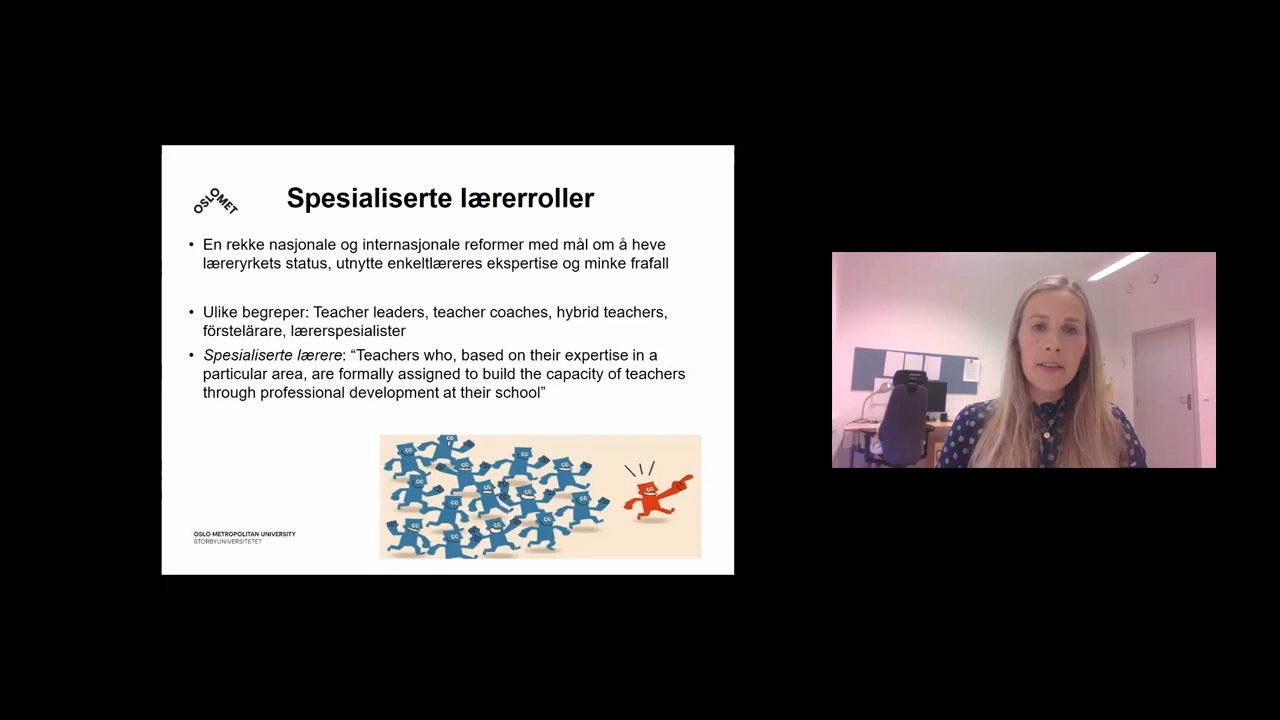 OSLOMET
Spesialiserte lærerroller
• En rekke nasjonale og internasjonale reformer med mål om å heve
læreryrkets status, utnytte enkeltlæreres ekspertise og minke frafall
• Ulike begreper: Teacher leaders, teacher coaches, hybrid teachers,
förstelärare, lærerspesialister
• Spesialiserte lærere: “Teachers who, based on their expertise in a
particular area, are formally assigned to build the capacity of teachers
through professional development at their school”
OSLO METROPOLITAN UNIVERSITY
STORBYUNIVERSITETET